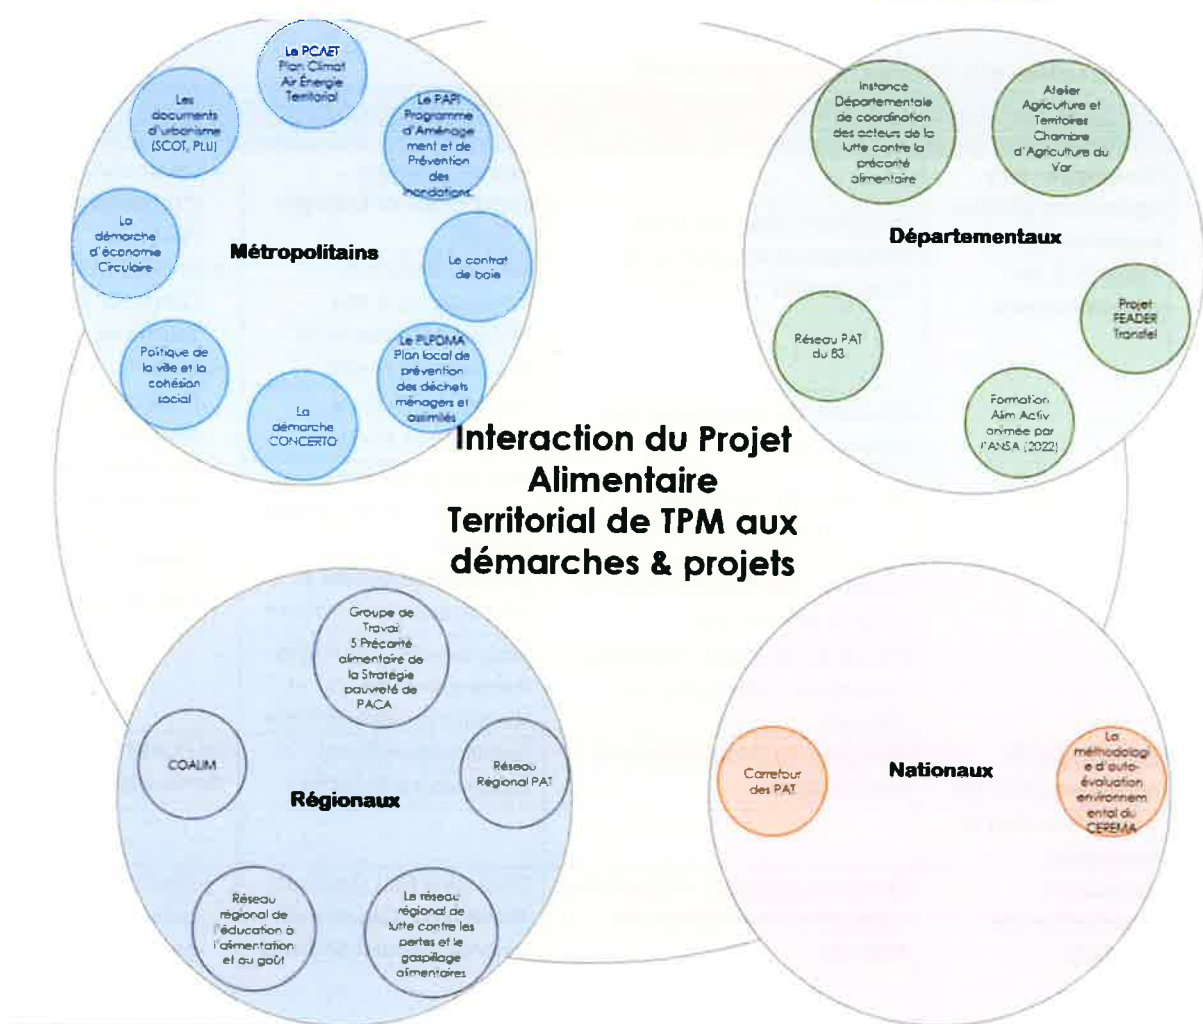 Le PCAET
Plan Climat
Air Énergie
Territorial
Les
documents
d'urbanisme
(SCOT, PLU)
Le PAPI
Programme
d'Aménage
ment et de
Prévention
des
inondations
La
démarche
d'économie
Circulaire
Métropolitains
Le contrat
de baie
Politique de
la ville et la
cohésion
social
La
démarche
CONCERTO
Le PLPDMA
Plan local de
prévention
des déchets
ménagers et
assimilés
Instance
Départementale
de coordination
des acteurs de la
lutte contre la
précarité
alimentaire
Atelier
Agriculture et
Territoires
Chambre
d'Agriculture du
Var
Départementaux
Réseau PAT
du 83
Projet
FEADER
Transfel
Formation
Alim Activ
animée par
l'ANSA (2022)
Interaction du Projet
Alimentaire
Territorial de TPM aux
démarches & projets
Groupe de
Travail
5 Précarité
alimentaire de
la Stratégie
pauvreté de
PACA
COALIM
Réseau
Régional PAT
Régionaux
Réseau
régional de
l'éducation à
l'alimentation
et au goût
Le réseau
régional de
lutte contre les
pertes et le
gaspillage
alimentaires
Carrefour
des PAT
Nationaux
La
méthodologi
e d'auto-
évaluation
environnem
ental du
CEREMA